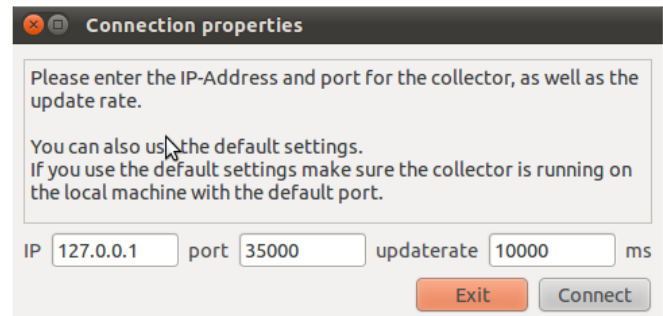 Connection properties
Please enter the IP-Address and port for the collector, as well as the
update rate.
You can also use the default settings.
If you use the default settings make sure the collector is running on
the local machine with the default port.
IP 127.0.0.1 port 35000 updaterate 10000 ms
Exit Connect